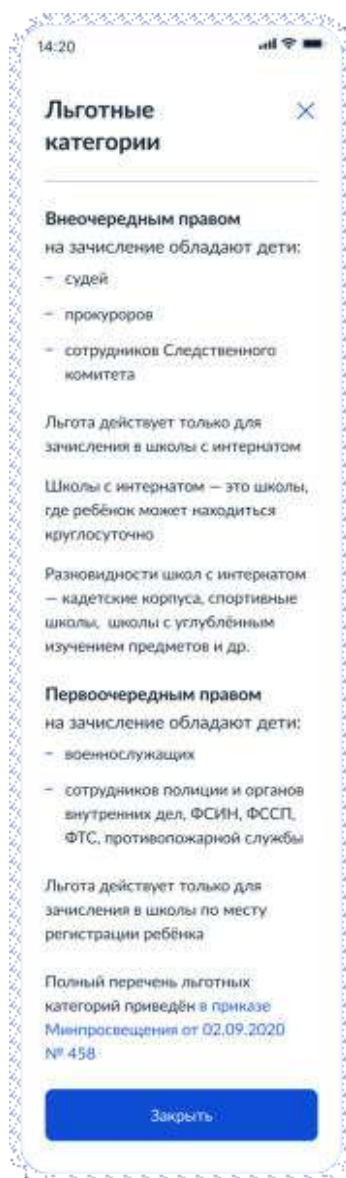 14:20
Льготные
категории
Внеочередным правом
на зачисление обладают дети:
– судей
– прокуроров
– сотрудников Следственного
комитета
Льгота действует только для
зачисления в школы с интернатом
Школы с интернатом — это школы,
где ребёнок может находиться
круглосуточно
Разновидности школ с интернатом
— кадетские корпуса, спортивные
школы, школы с углублённым
изучением предметов и др.
Первоочередным правом
на зачисление обладают дети:
– военнослужащих
– сотрудников полиции и органов
внутренних дел, ФСИН, ФССП,
ФТС, противопожарной службы
Льгота действует только для
зачисления в школы по месту
регистрации ребёнка
Полный перечень льготных
категорий приведён в приказе
Минпросвещения от 02.09.2020
№ 458
Закрыть